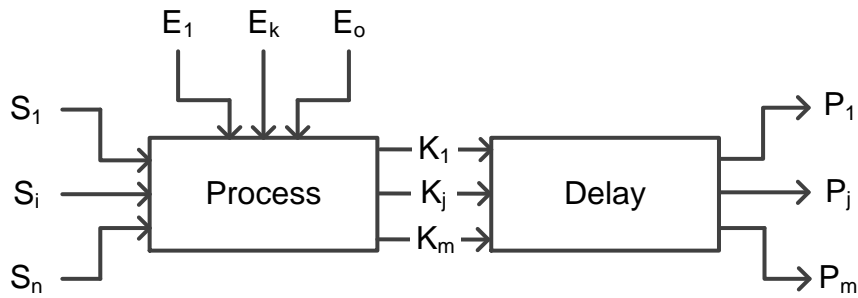 E₁ Eₖ Eₒ
S₁
Sᵢ
Sₙ
Process
K₁
Kⱼ
Kₘ
Delay
P₁
Pⱼ
Pₘ